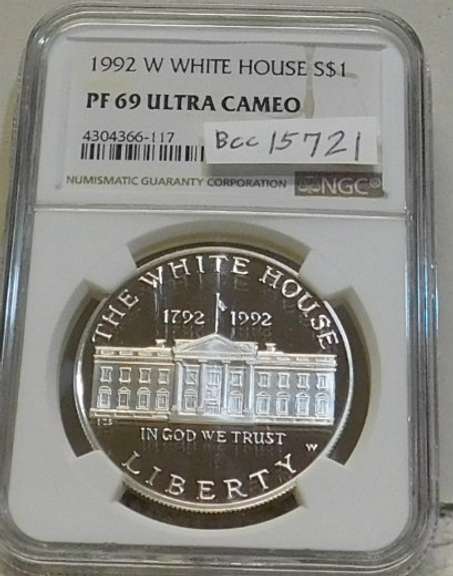 1992 W WHITE HOUSE S$1
PF 69 ULTRA CAMEO
4304366-117
Bcc 15721
NUMISMATIC GUARANTY CORPORATION NGC
THE WHITE HOUSE
1792 1992
IN GOD WE TRUST
W
LIBERTY